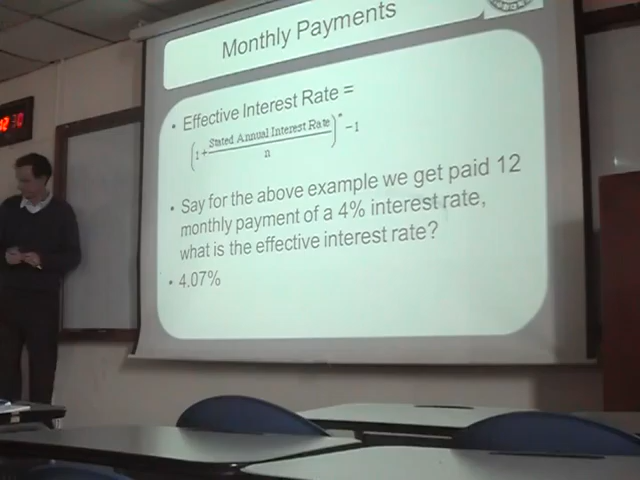 Monthly Payments
• Effective Interest Rate =
(1+ Stated Annual Interest Rate / n)^n −1
• Say for the above example we get paid 12
monthly payment of a 4% interest rate,
what is the effective interest rate?
• 4.07%